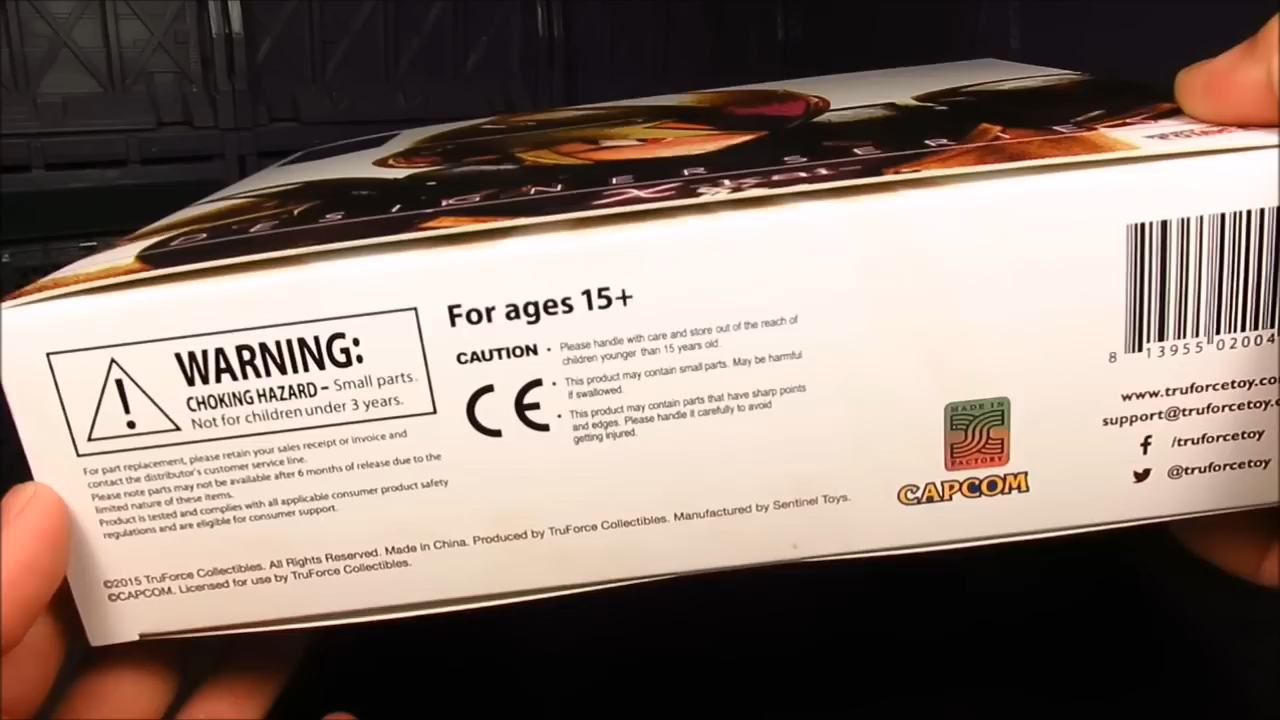 DESIGNER SERIES
WARNING:
CHOKING HAZARD – Small parts.
Not for children under 3 years.
For part replacement, please retain your sales receipt or invoice and
contact the distributor's customer service line.
Please note parts may not be available after 6 months of release due to the
limited nature of these items.
Product is tested and complies with all applicable consumer product safety
regulations and are eligible for consumer support.
For ages 15+
CAUTION • Please handle with care and store out of the reach of
children younger than 15 years old.
CE
• This product may contain small parts. May be harmful
if swallowed.
• This product may contain parts that have sharp points
and edges. Please handle it carefully to avoid
getting injured.
©2015 TruForce Collectibles. All Rights Reserved. Made in China. Produced by TruForce Collectibles. Manufactured by Sentinel Toys.
©CAPCOM. Licensed for use by TruForce Collectibles.
MADE IN
FACTORY
CAPCOM
8 13955 02004
www.truforcetoy.co
support@truforcetoy.c
/truforcetoy
@truforcetoy